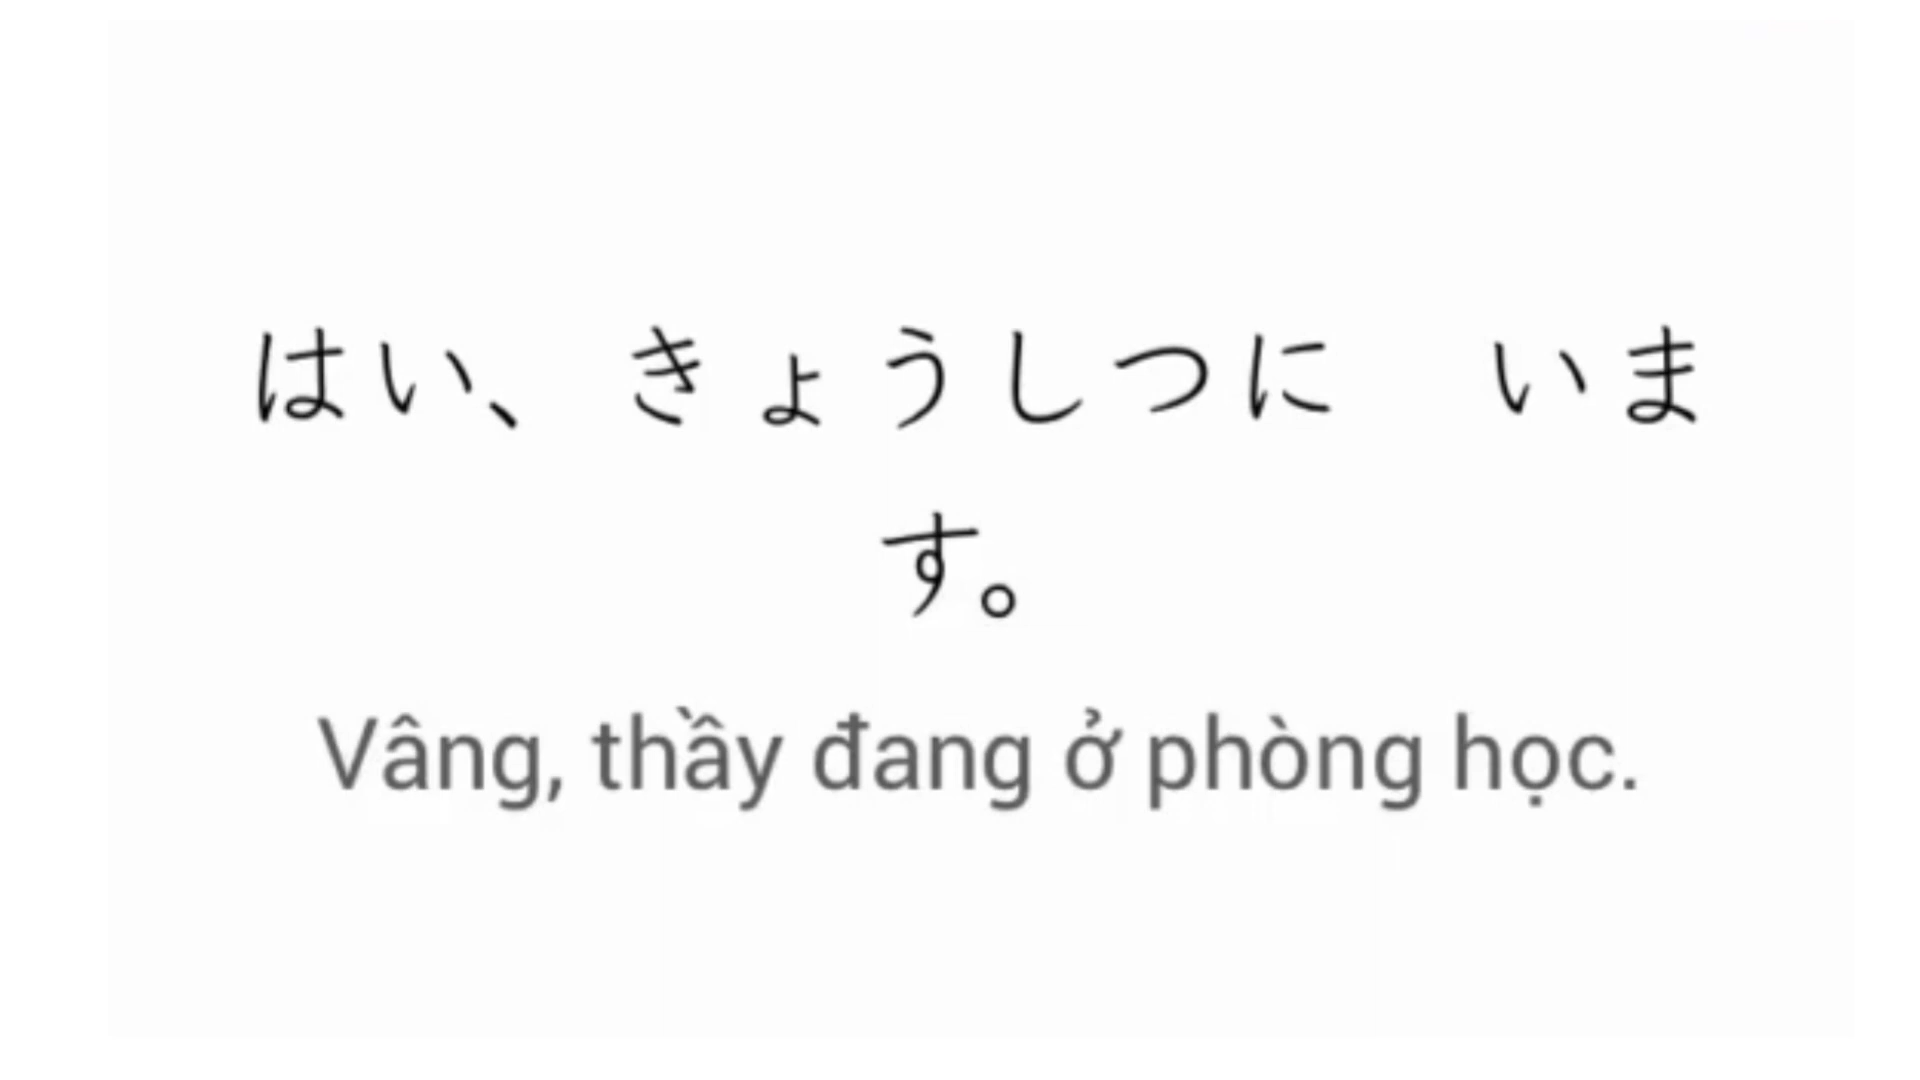 はい、きょうしつに　いま
す。
Vâng, thầy đang ở phòng học.